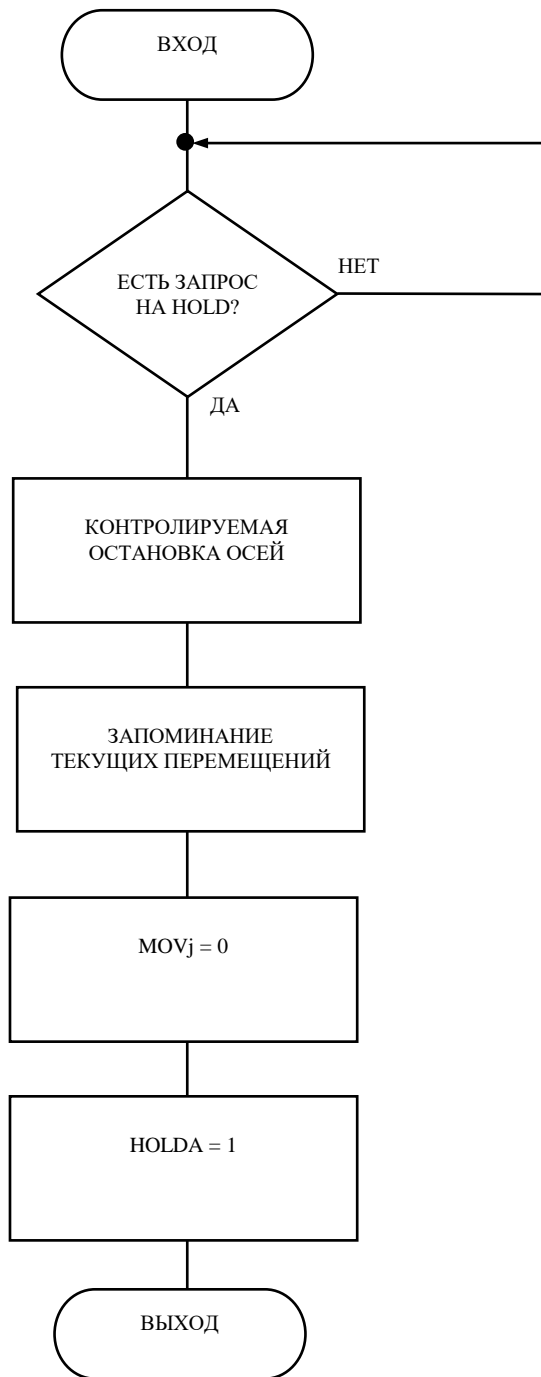 ВХОД
ЕСТЬ ЗАПРОС
НА HOLD?
НЕТ
ДА
КОНТРОЛИРУЕМАЯ
ОСТАНОВКА ОСЕЙ
ЗАПОМИНАНИЕ
ТЕКУЩИХ ПЕРЕМЕЩЕНИЙ
MOVj = 0
HOLDA = 1
ВЫХОД